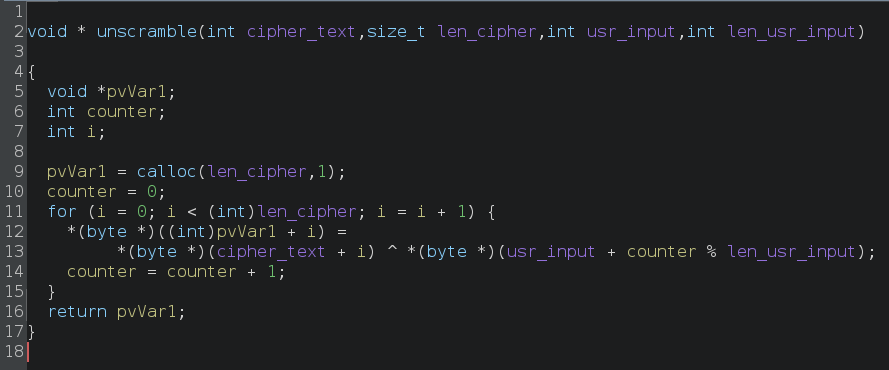 1
2 void * unscramble(int cipher_text,size_t len_cipher,int usr_input,int len_usr_input)
3
4 {
5   void *pvVar1;
6   int counter;
7   int i;
8
9   pvVar1 = calloc(len_cipher,1);
10   counter = 0;
11   for (i = 0; i < (int)len_cipher; i = i + 1) {
12     *(byte *)((int)pvVar1 + i) =
13          *(byte *)(cipher_text + i) ^ *(byte *)(usr_input + counter % len_usr_input);
14     counter = counter + 1;
15   }
16   return pvVar1;
17 }
18